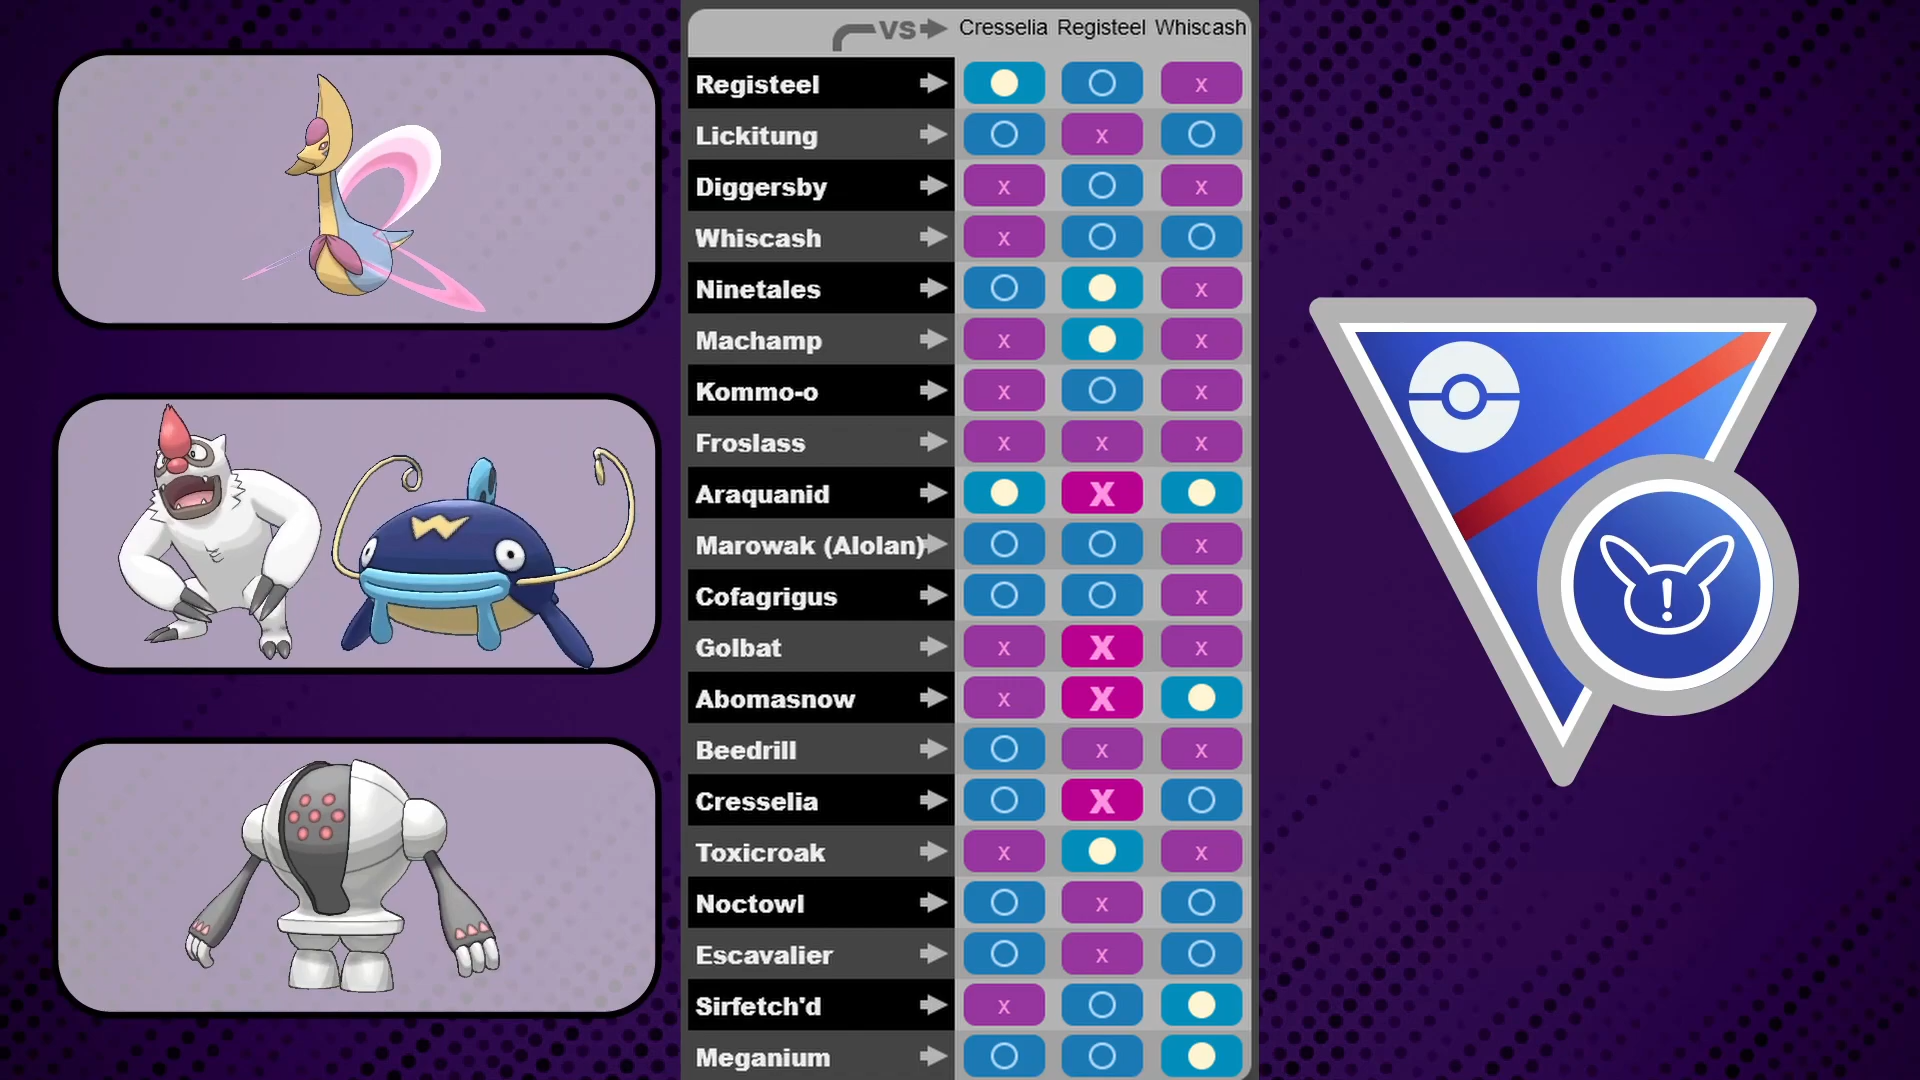 VS Cresselia Registeel Whiscash
Registeel x
Lickitung x
Diggersby x x
Whiscash x
Ninetales x
Machamp x x
Kommo-o x x
Froslass x x x
Araquanid X
Marowak (Alolan) x
Cofagrigus x
Golbat x X x
Abomasnow x X
Beedrill x x
Cresselia X
Toxicroak x x
Noctowl x
Escavalier x
Sirfetch'd x
Meganium
!